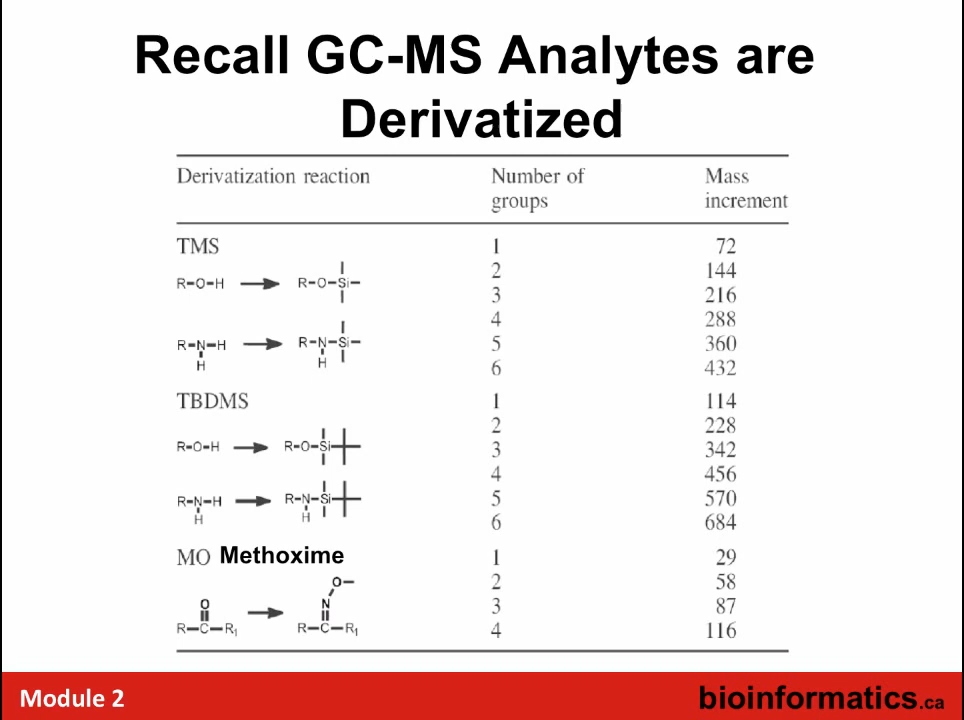 Recall GC-MS Analytes are
Derivatized
Derivatization reaction Number of groups Mass increment
TMS 1 72
2 144
R-O-H R-O-Si-
3 216
4 288
R-N-H R-N-Si-
H H
5 360
6 432
TBDMS 1 114
2 228
R-O-H R-O-Si
3 342
4 456
R-N-H R-N-Si
H H
5 570
6 684
MO Methoxime 1 29
O-
2 58
O N
3 87
R-C-R1 R-C-R1
4 116
Module 2 bioinformatics.ca